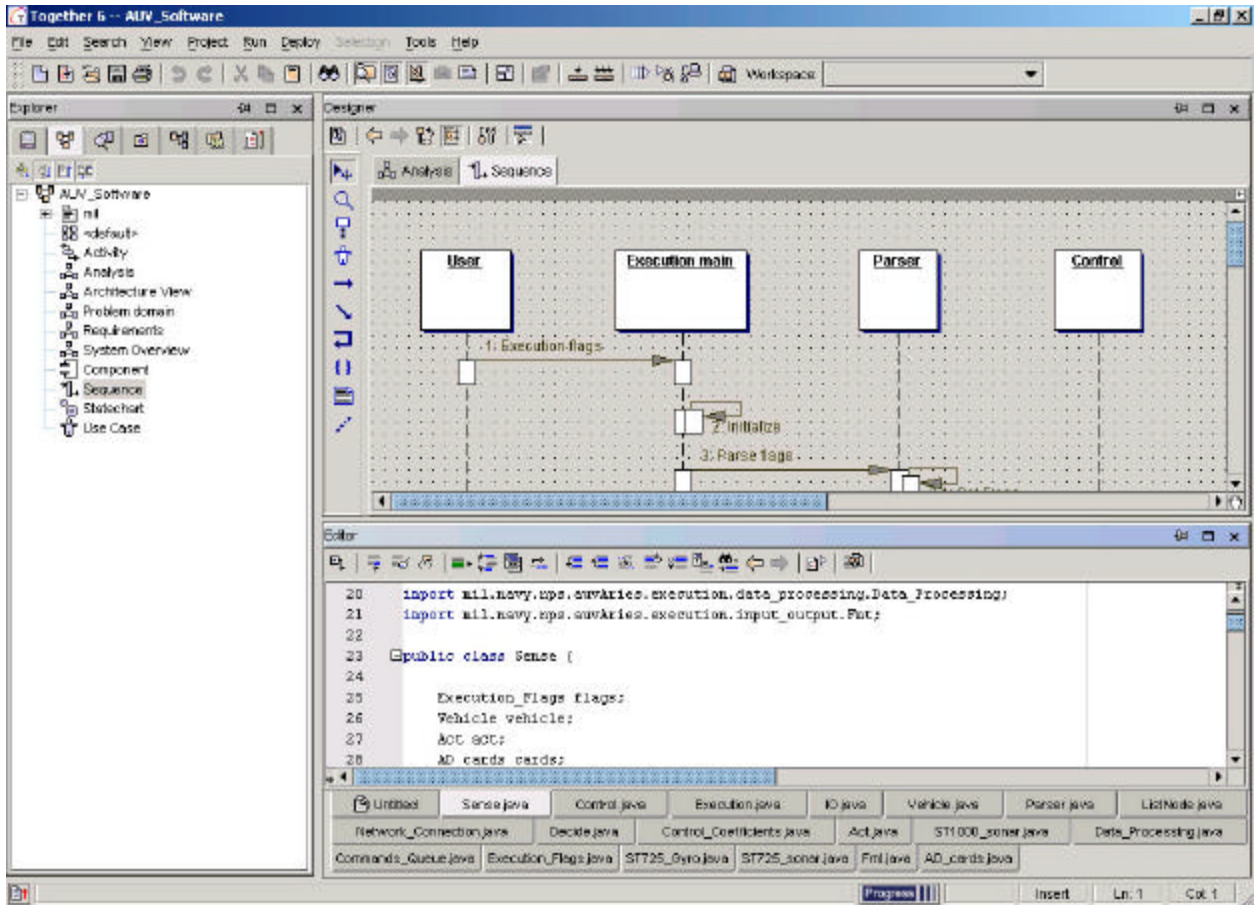 Together 6 -- AUV_Software
File Edit Search View Project Run Deploy Selection Tools Help
Workspace
Explorer
AUV_Software
mil
<default>
Activity
Analysis
Architecture View
Problem domain
Requirements
System Overview
Component
Sequence
Statechart
Use Case
Designer
Analysis Sequence
User Execution main Parser Control
1: Execution flags
2: Initialize
3: Parse flags
Editor
20 import mil.navy.nps.auvAries.execution.data_processing.Data_Processing;
21 import mil.navy.nps.auvAries.execution.input_output.Fmt;
22
23 public class Sense {
24
25 Execution_Flags flags;
26 Vehicle vehicle;
27 Act act;
28 AD_cards cards;
Untitled Sense.java Control.java Execution.java IO.java Vehicle.java Parser.java ListNode.java
Network_Connection.java Decide.java Control_Coefficients.java Act.java ST1000_sonar.java Data_Processing.java
Commands_Queue.java Execution_Flags.java ST725_Gyro.java ST725_sonar.java Fml.java AD_cards.java
Progress Insert Ln: 1 Col: 1